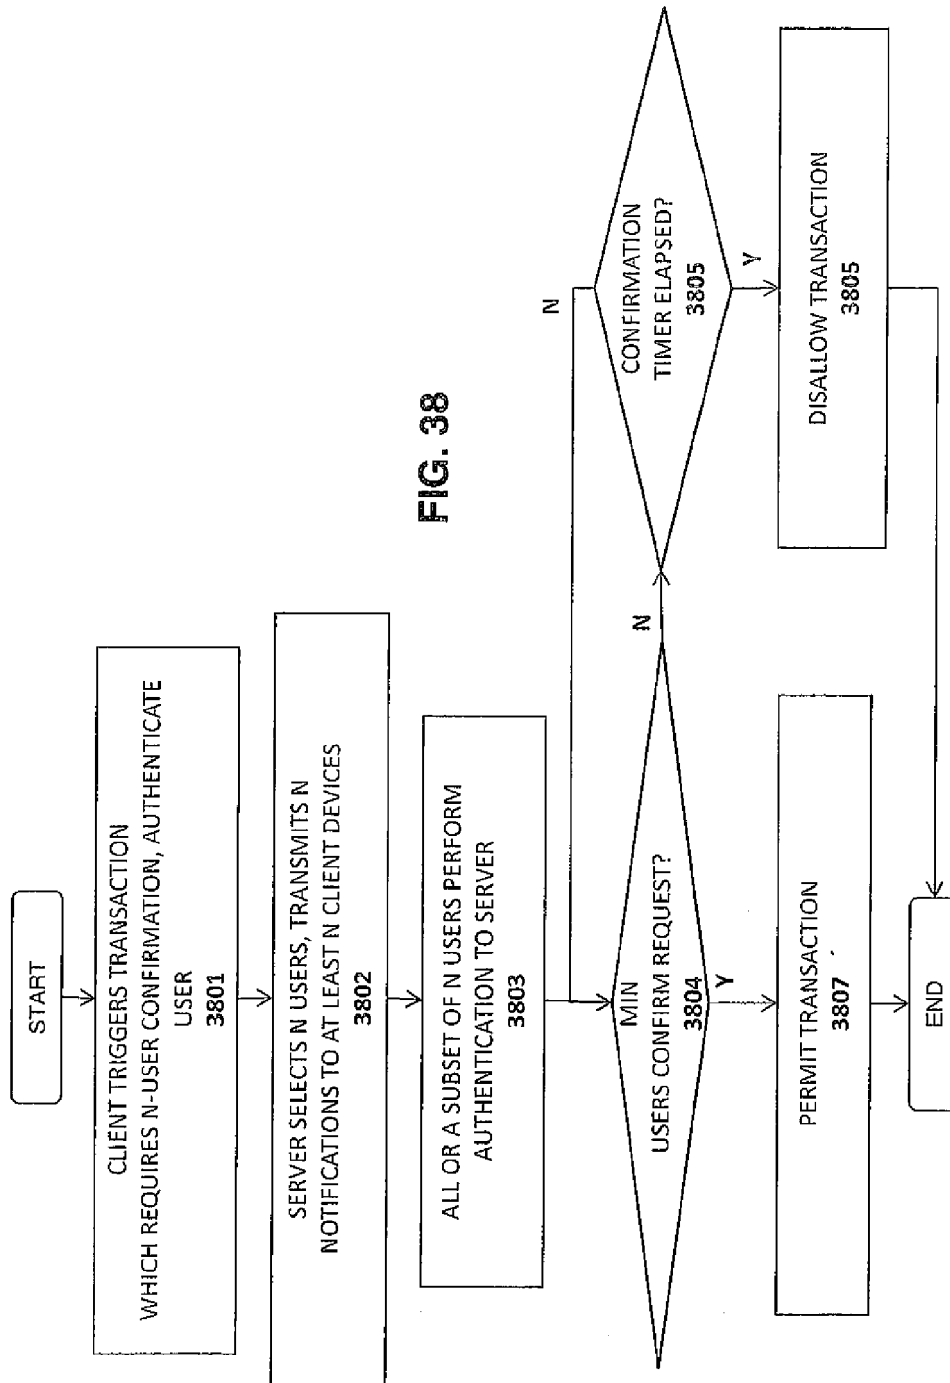 START
CLIENT TRIGGERS TRANSACTION
WHICH REQUIRES N-USER CONFIRMATION, AUTHENTICATE
USER
3801
SERVER SELECTS N USERS, TRANSMITS N
NOTIFICATIONS TO AT LEAST N CLIENT DEVICES
3802
ALL OR A SUBSET OF N USERS PERFORM
AUTHENTICATION TO SERVER
3803
MIN
USERS CONFIRM REQUEST?
3804
N
Y
CONFIRMATION
TIMER ELAPSED?
3805
N
Y
PERMIT TRANSACTION
3807
DISALLOW TRANSACTION
3805
END
FIG. 38